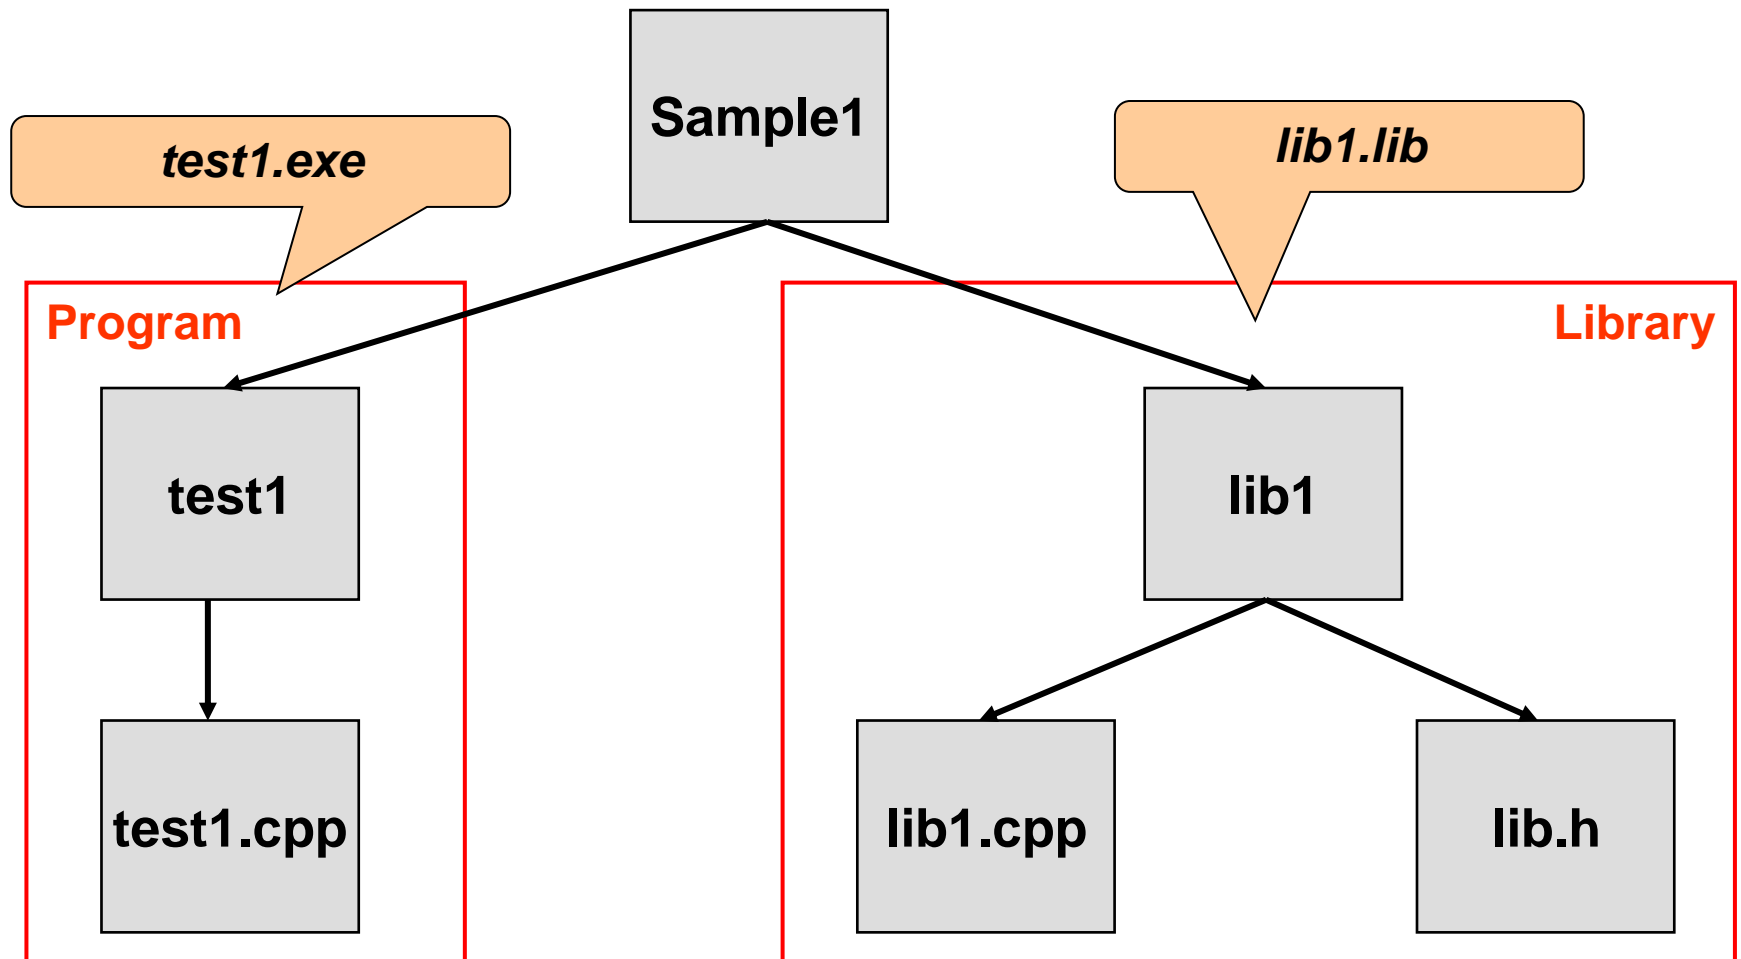 Sample1
test1.exe
lib1.lib
Program
Library
test1
lib1
test1.cpp
lib1.cpp
lib.h